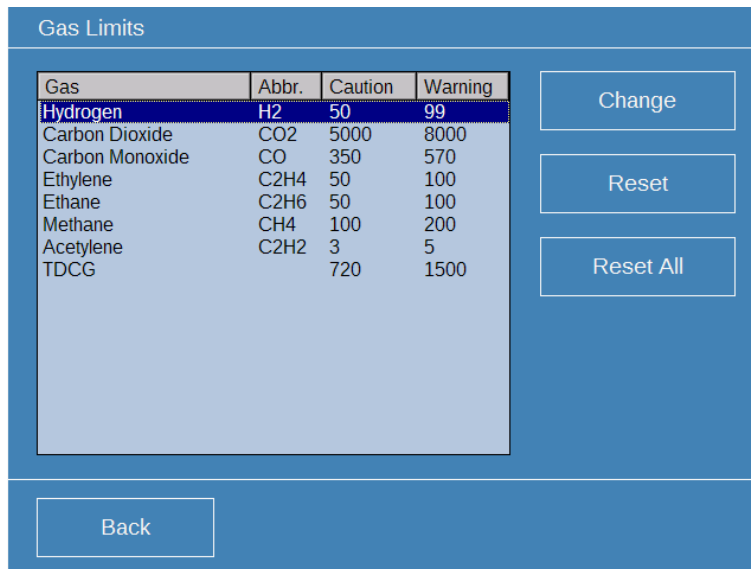 Gas Limits
Gas Abbr. Caution Warning
Hydrogen H2 50 99
Carbon Dioxide CO2 5000 8000
Carbon Monoxide CO 350 570
Ethylene C2H4 50 100
Ethane C2H6 50 100
Methane CH4 100 200
Acetylene C2H2 3 5
TDCG 720 1500
Change
Reset
Reset All
Back